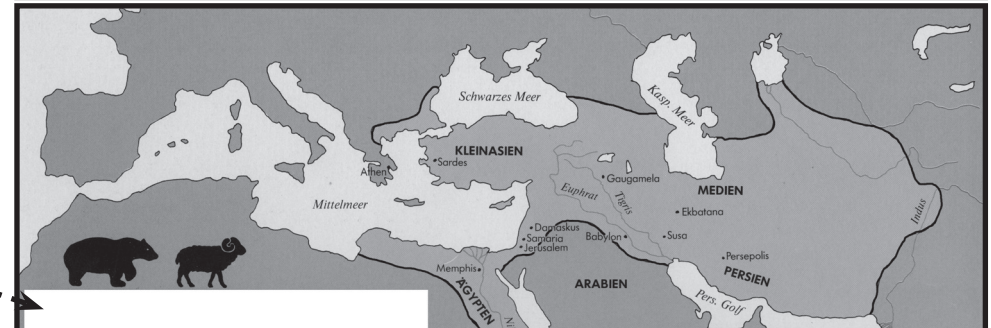 Schwarzes Meer
Kasp. Meer
KLEINASIEN
Sardes
Athen
Gaugamela
MEDIEN
Euphrat
Tigris
Indus
Mittelmeer
Ekbatana
Damaskus
Samaria
Babylon
Susa
Jerusalem
Persepolis
Memphis
PERSIEN
ARABIEN
ÄGYPTEN
Pers. Golf